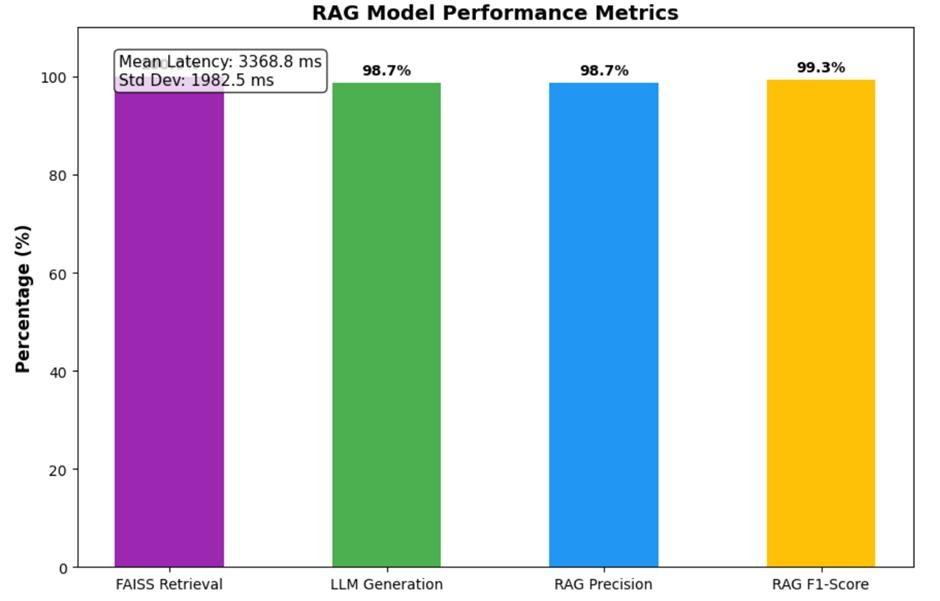 RAG Model Performance Metrics
Mean Latency: 3368.8 ms
Std Dev: 1982.5 ms
98.7%
98.7%
99.3%
100
80
60
40
20
0
Percentage (%)
FAISS Retrieval
LLM Generation
RAG Precision
RAG F1-Score